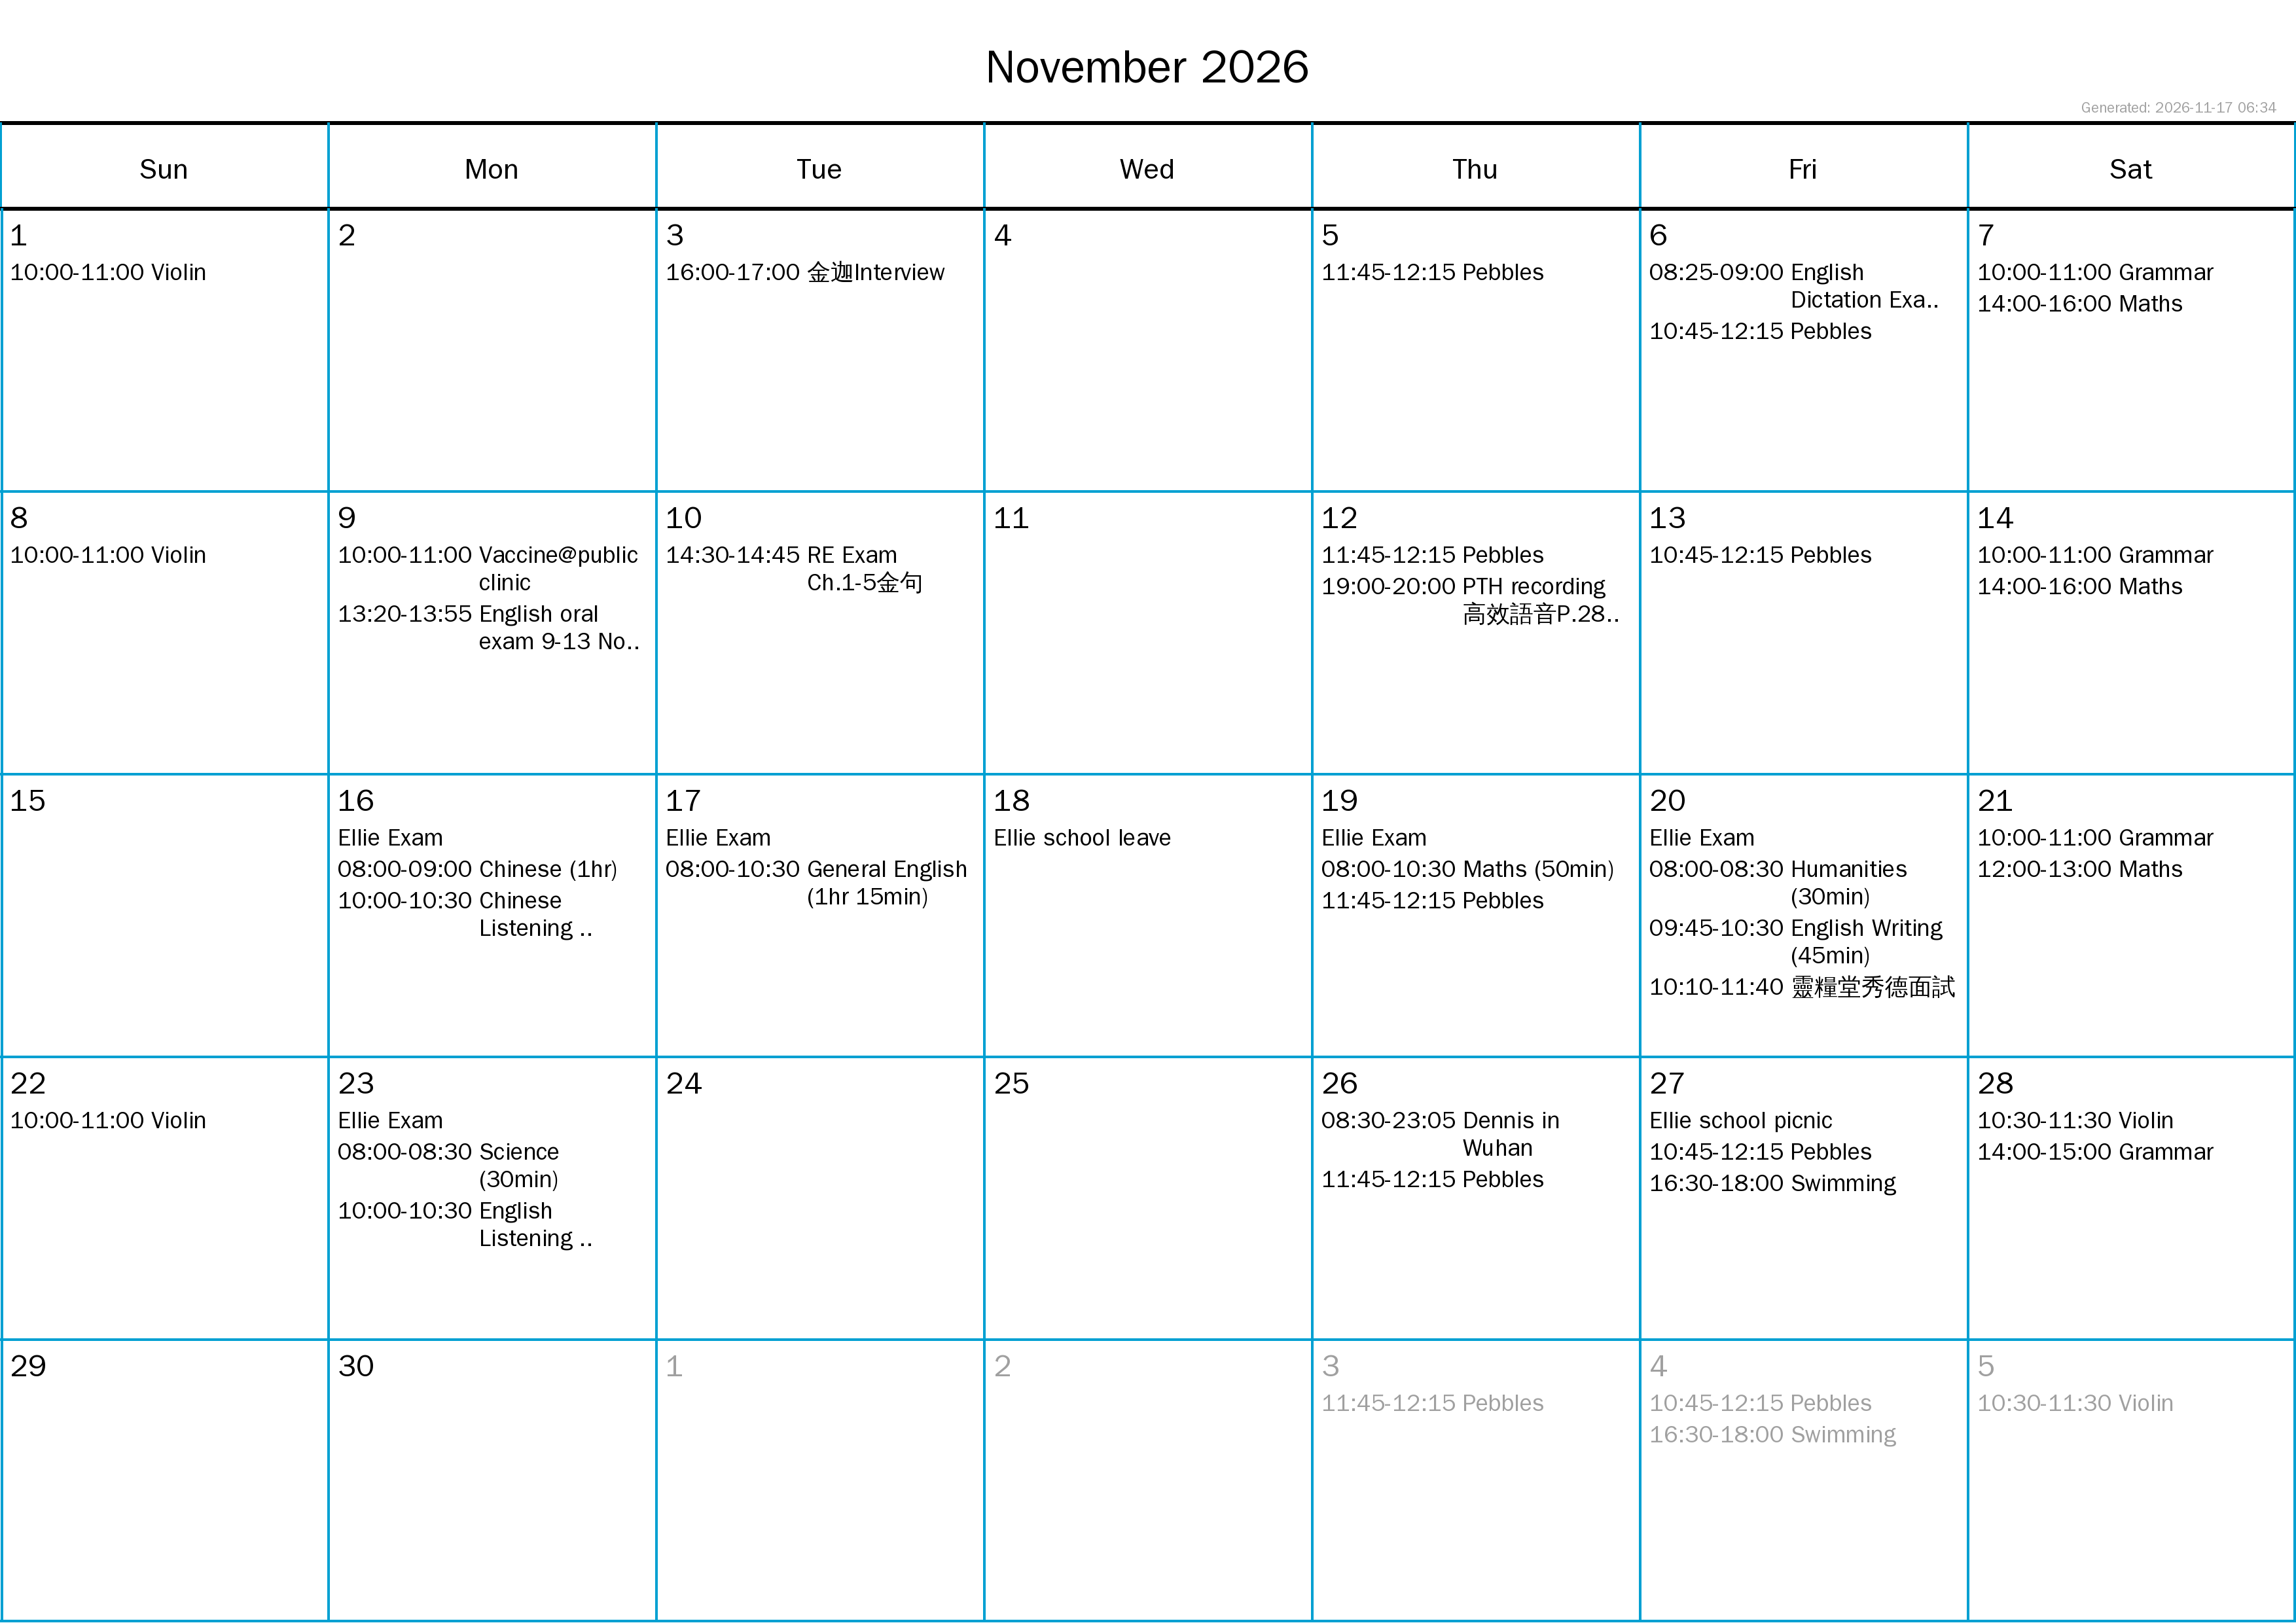 November 2026
Generated: 2026-11-17 06:34
Sun Mon Tue Wed Thu Fri Sat
1
10:00-11:00 Violin
2
3
16:00-17:00 金迦Interview
4
5
11:45-12:15 Pebbles
6
08:25-09:00 English
Dictation Exa..
10:45-12:15 Pebbles
7
10:00-11:00 Grammar
14:00-16:00 Maths
8
10:00-11:00 Violin
9
10:00-11:00 Vaccine@public
clinic
13:20-13:55 English oral
exam 9-13 No..
10
14:30-14:45 RE Exam
Ch.1-5金句
11
12
11:45-12:15 Pebbles
19:00-20:00 PTH recording
高效語音P.28..
13
10:45-12:15 Pebbles
14
10:00-11:00 Grammar
14:00-16:00 Maths
15
16
Ellie Exam
08:00-09:00 Chinese (1hr)
10:00-10:30 Chinese
Listening ..
17
Ellie Exam
08:00-10:30 General English
(1hr 15min)
18
Ellie school leave
19
Ellie Exam
08:00-10:30 Maths (50min)
11:45-12:15 Pebbles
20
Ellie Exam
08:00-08:30 Humanities
(30min)
09:45-10:30 English Writing
(45min)
10:10-11:40 靈糧堂秀德面試
21
10:00-11:00 Grammar
12:00-13:00 Maths
22
10:00-11:00 Violin
23
Ellie Exam
08:00-08:30 Science
(30min)
10:00-10:30 English
Listening ..
24
25
26
08:30-23:05 Dennis in
Wuhan
11:45-12:15 Pebbles
27
Ellie school picnic
10:45-12:15 Pebbles
16:30-18:00 Swimming
28
10:30-11:30 Violin
14:00-15:00 Grammar
29
30
1
2
3
11:45-12:15 Pebbles
4
10:45-12:15 Pebbles
16:30-18:00 Swimming
5
10:30-11:30 Violin